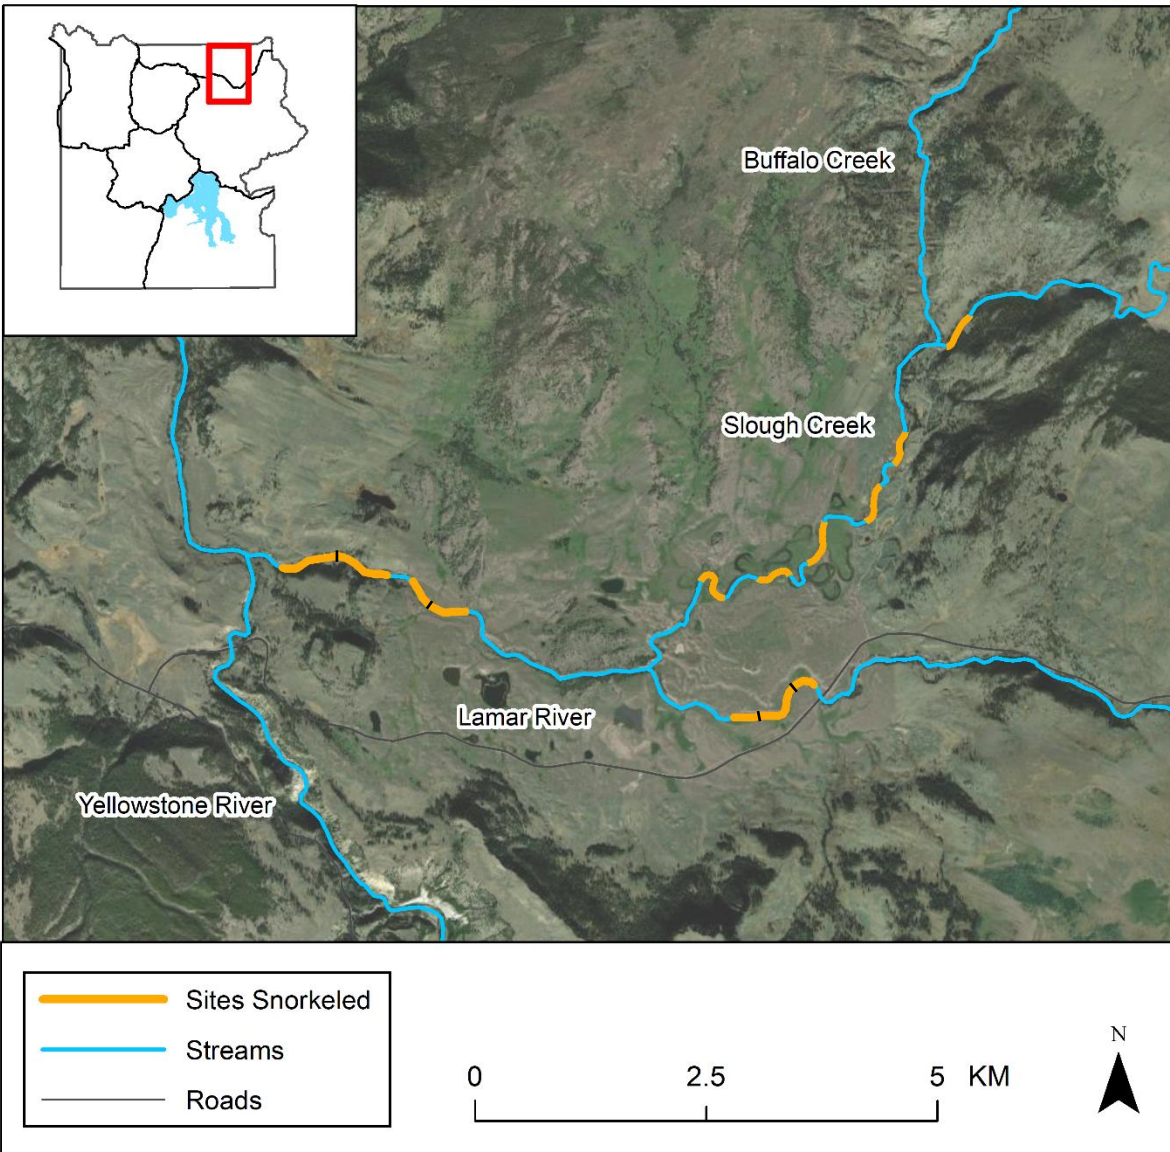 Buffalo Creek
Slough Creek
Lamar River
Yellowstone River
Sites Snorkeled
Streams
Roads
0 2.5 5 KM
N